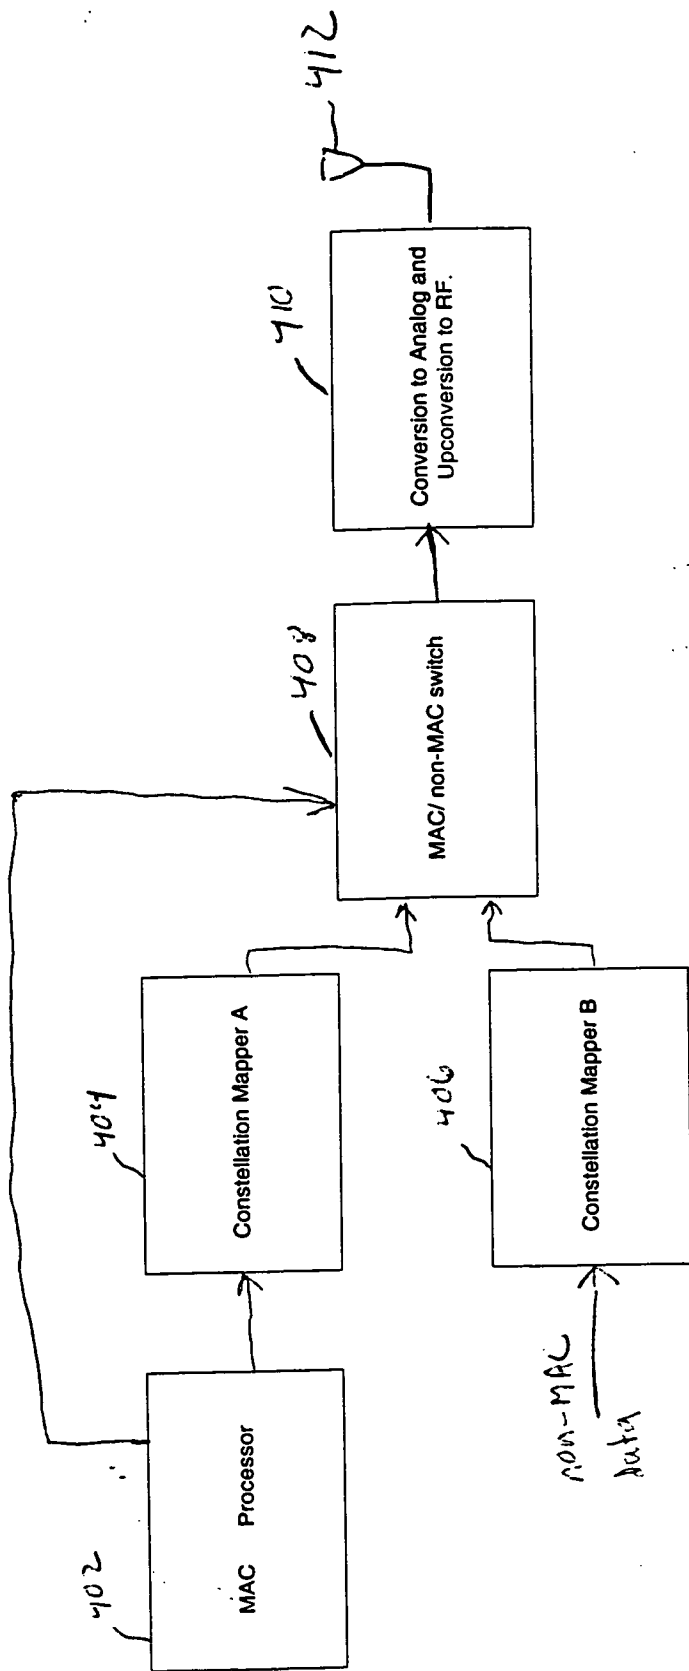 402
MAC Processor
404
Constellation Mapper A
non-MAC
Data
406
Constellation Mapper B
408
MAC/ non-MAC switch
410
Conversion to Analog and
Upconversion to RF.
412